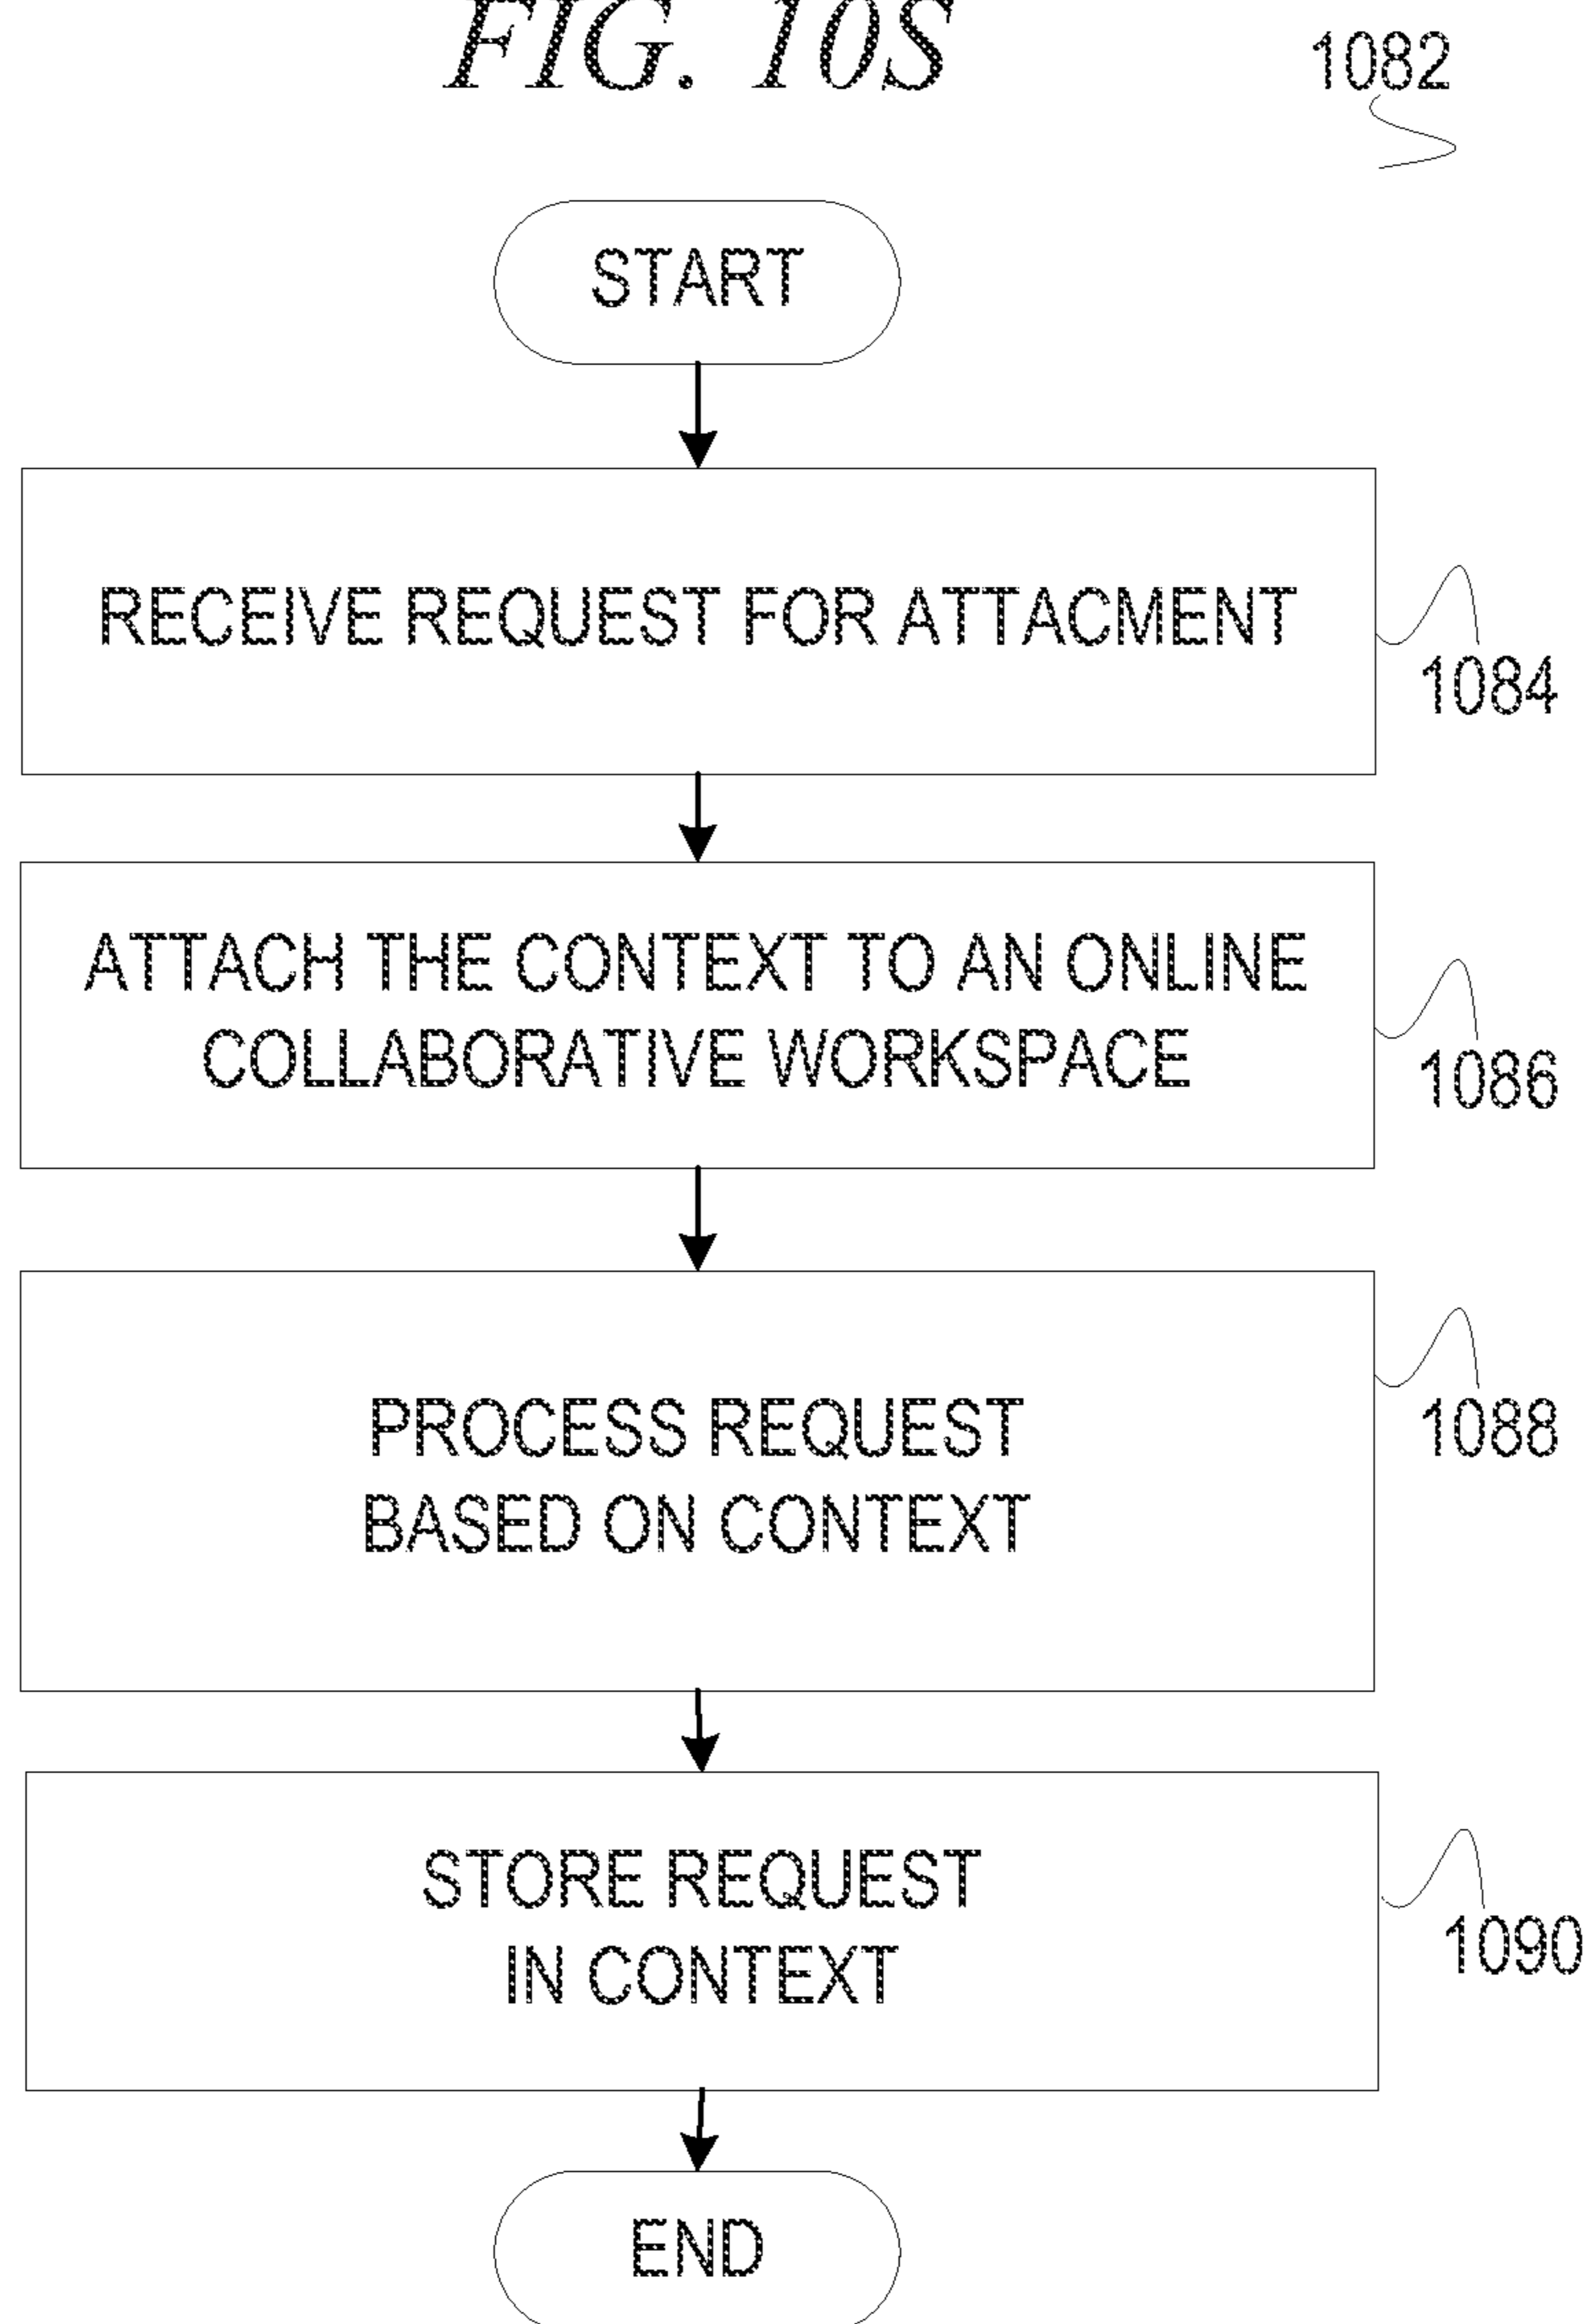 FIG. 10S
1082
START
RECEIVE REQUEST FOR ATTACMENT
1084
ATTACH THE CONTEXT TO AN ONLINE
COLLABORATIVE WORKSPACE
1086
PROCESS REQUEST
BASED ON CONTEXT
1088
STORE REQUEST
IN CONTEXT
1090
END